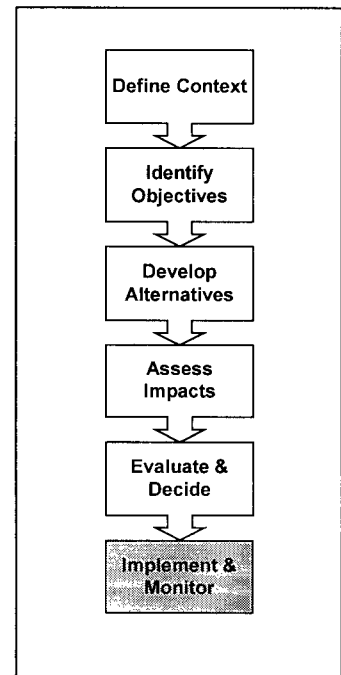 Define Context
Identify
Objectives
Develop
Alternatives
Assess
Impacts
Evaluate &
Decide
Implement &
Monitor